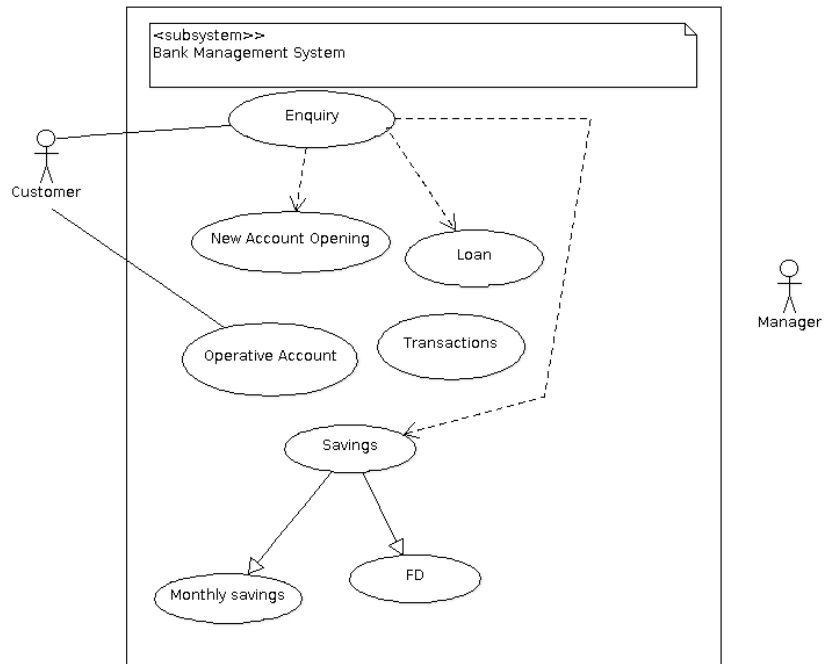 <subsystem>>
Bank Management System
Enquiry
Customer
New Account Opening
Loan
Manager
Operative Account
Transactions
Savings
Monthly savings
FD